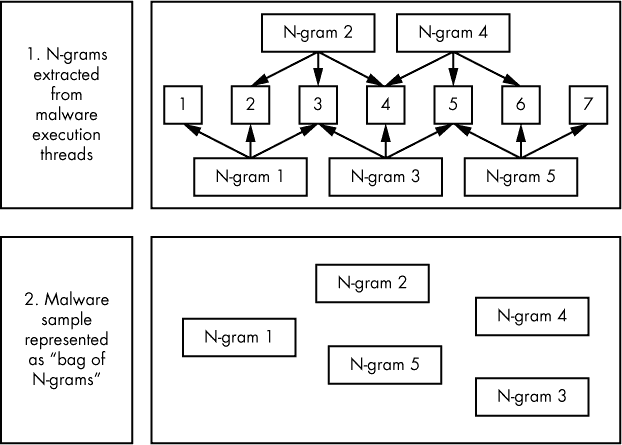 1. N-grams
extracted
from
malware
execution
threads
N-gram 2
N-gram 4
1
2
3
4
5
6
7
N-gram 1
N-gram 3
N-gram 5
2. Malware
sample
represented
as “bag of
N-grams”
N-gram 2
N-gram 4
N-gram 1
N-gram 5
N-gram 3